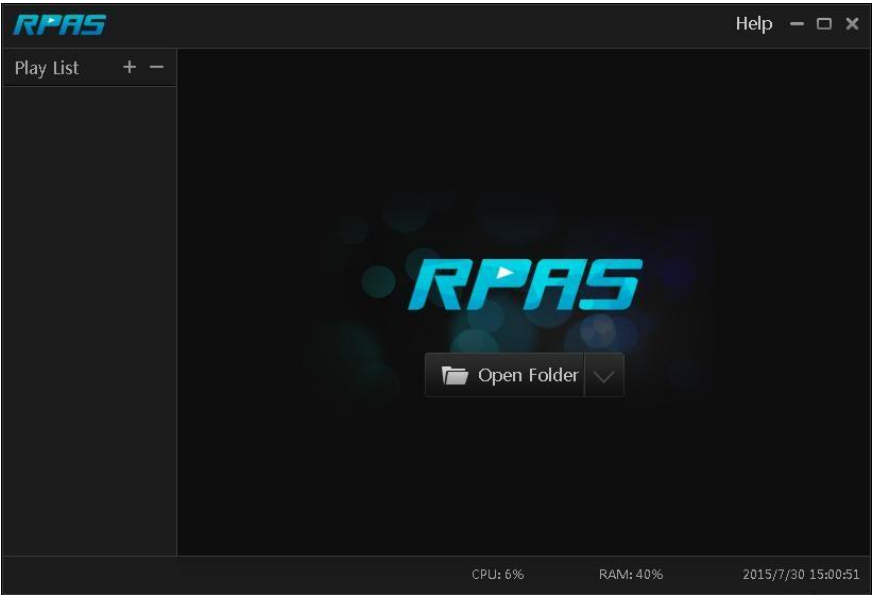 RPAS
Help
Play List + −
RPAS
Open Folder
CPU: 6% RAM: 40% 2015/7/30 15:00:51